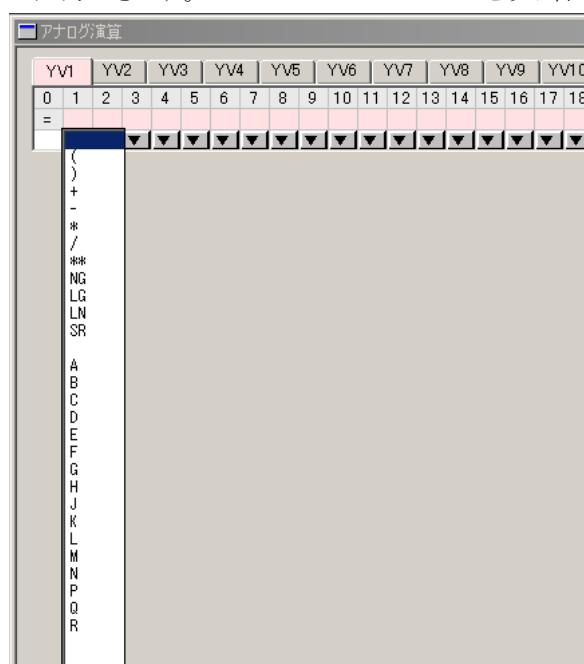 アナログ演算
YV1 YV2 YV3 YV4 YV5 YV6 YV7 YV8 YV9 YV10
0 1 2 3 4 5 6 7 8 9 10 11 12 13 14 15 16 17 18
=
(
)
+
-
*
/
**
NG
LG
LN
SR
A
B
C
D
E
F
G
H
J
K
L
M
N
P
Q
R